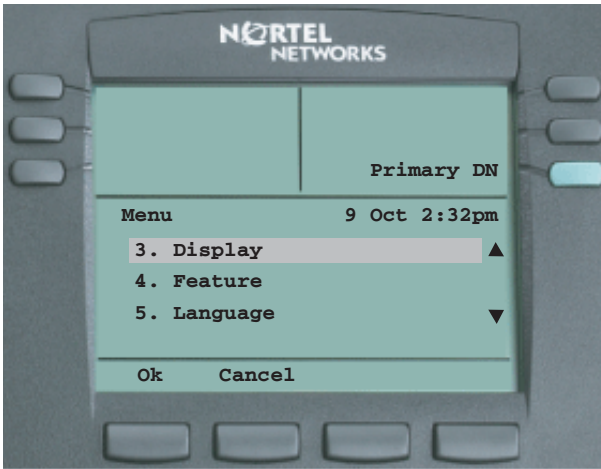 NORTEL
NETWORKS
Primary DN
Menu 9 Oct 2:32pm
3. Display
4. Feature
5. Language
Ok Cancel